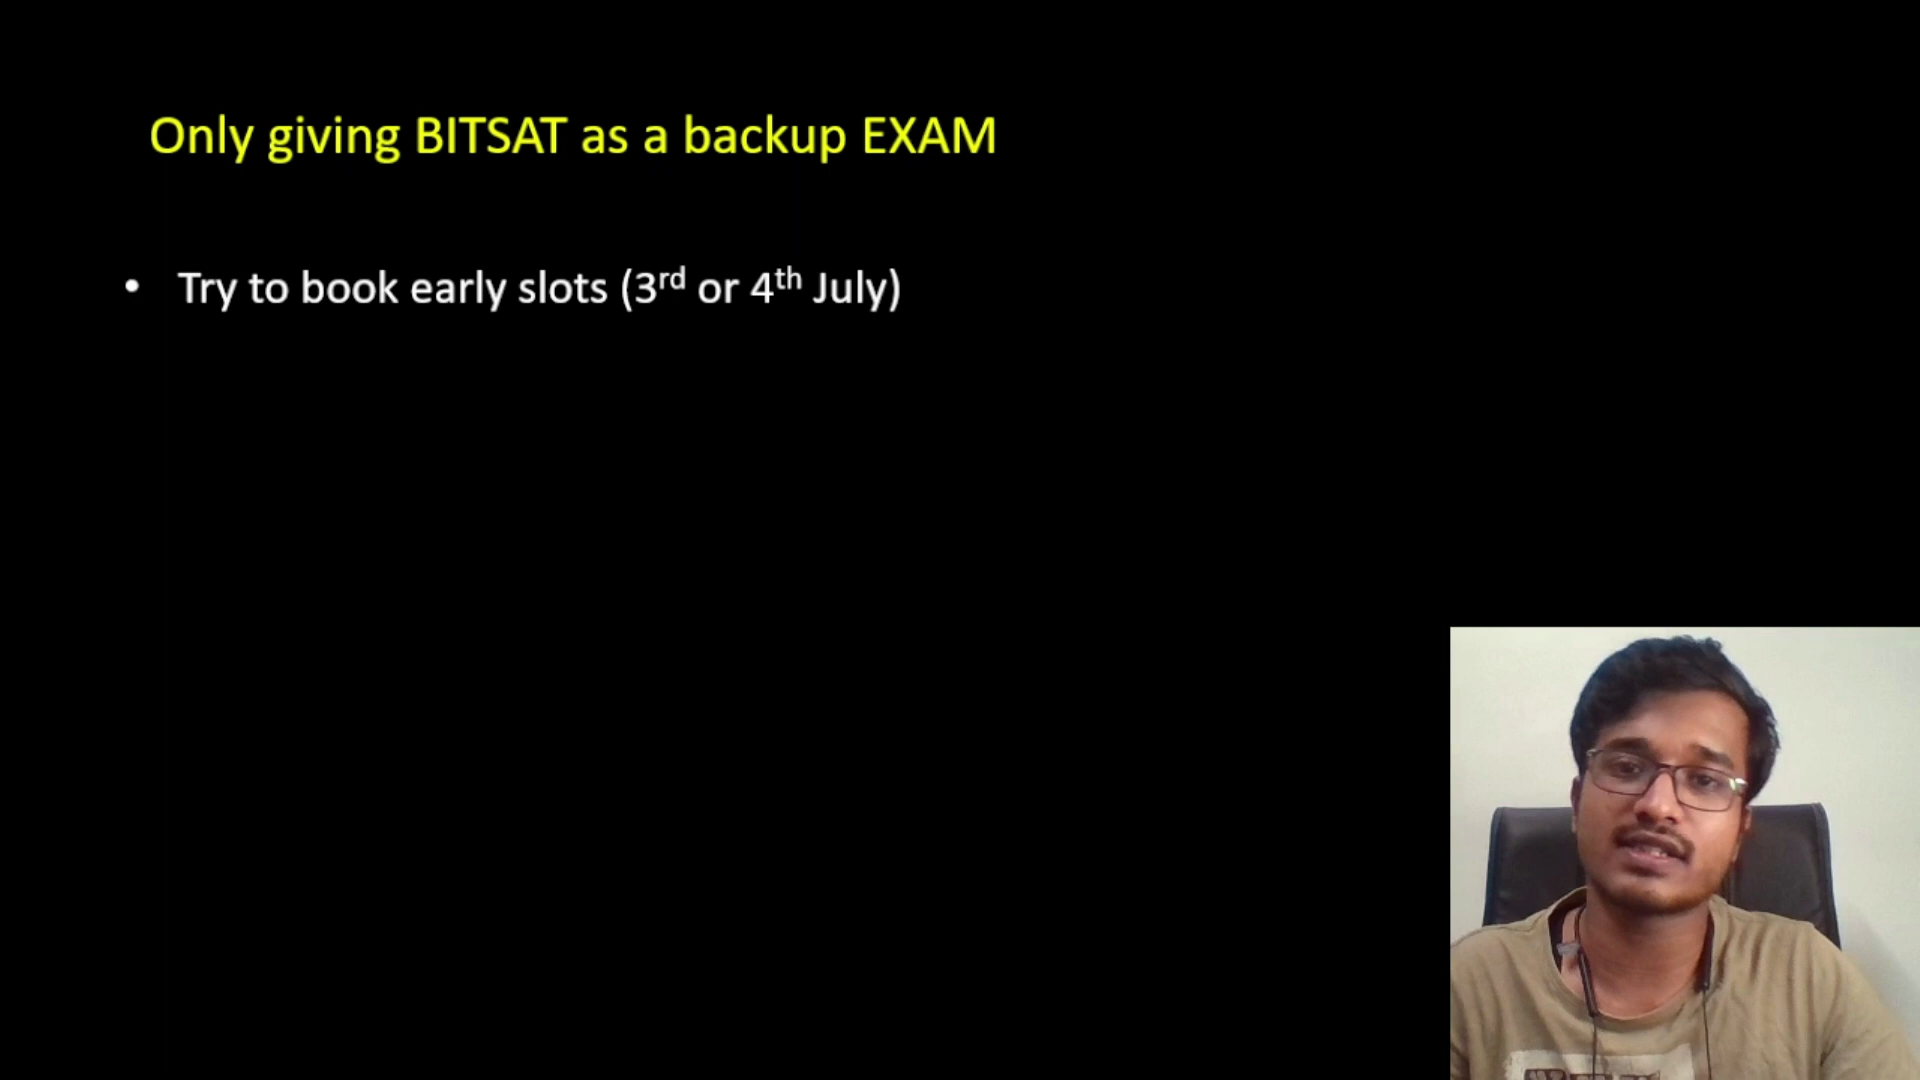 Only giving BITSAT as a backup EXAM
• Try to book early slots (3rd or 4th July)